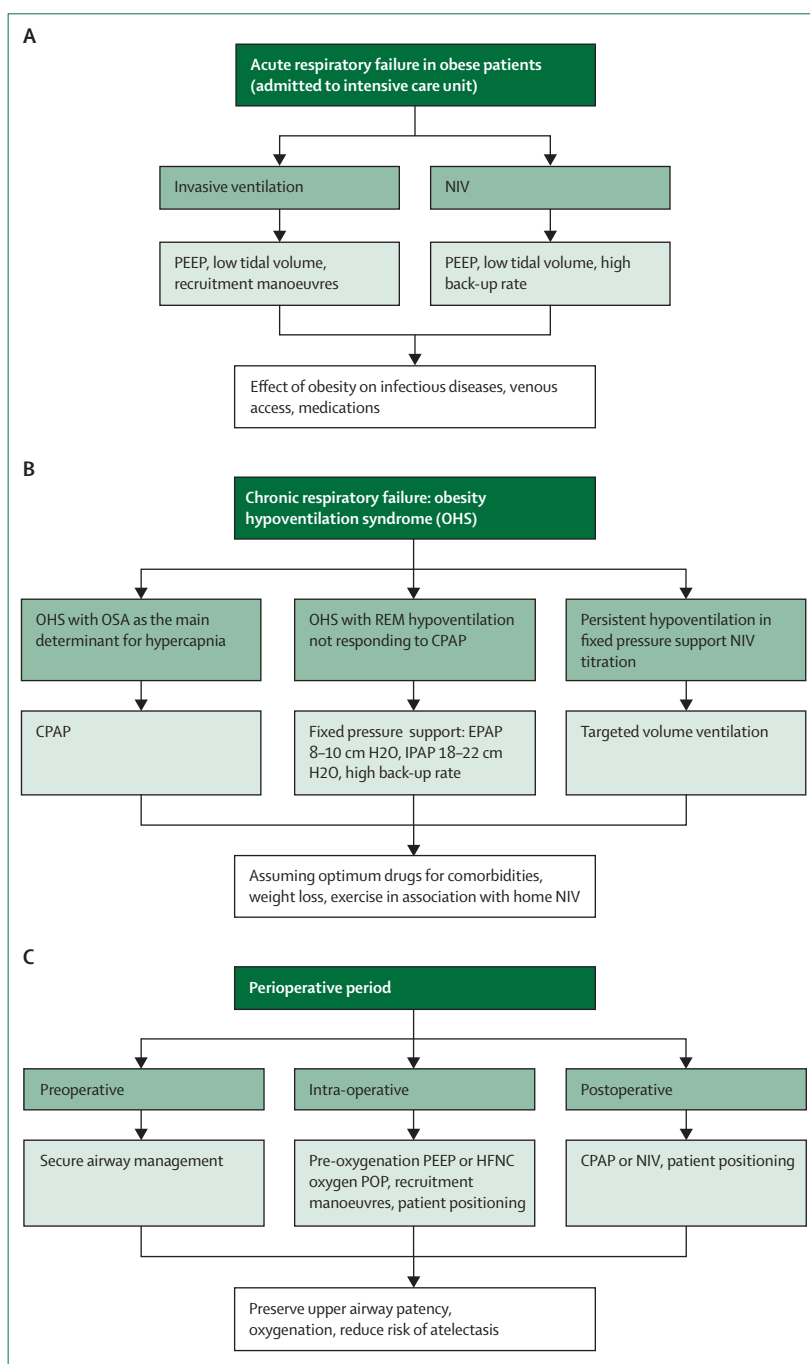 A
Acute respiratory failure in obese patients
(admitted to intensive care unit)
Invasive ventilation
NIV
PEEP, low tidal volume,
recruitment manoeuvres
PEEP, low tidal volume, high
back-up rate
Effect of obesity on infectious diseases, venous
access, medications
B
Chronic respiratory failure: obesity
hypoventilation syndrome (OHS)
OHS with OSA as the main
determinant for hypercapnia
OHS with REM hypoventilation
not responding to CPAP
Persistent hypoventilation in
fixed pressure support NIV
titration
CPAP
Fixed pressure support: EPAP
8–10 cm H2O, IPAP 18–22 cm
H2O, high back-up rate
Targeted volume ventilation
Assuming optimum drugs for comorbidities,
weight loss, exercise in association with home NIV
C
Perioperative period
Preoperative
Intra-operative
Postoperative
Secure airway management
Pre-oxygenation PEEP or HFNC
oxygen POP, recruitment
manoeuvres, patient positioning
CPAP or NIV, patient positioning
Preserve upper airway patency,
oxygenation, reduce risk of atelectasis